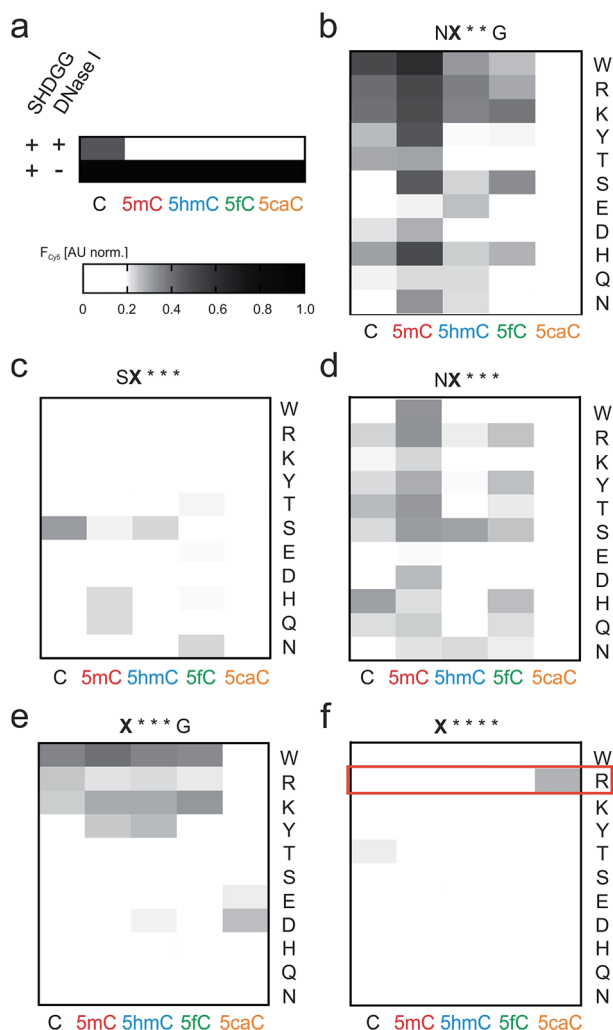 a
SHDGG
DNase I
+ +
+ -
C 5mC 5hmC 5fC 5caC
F Cy5 [AU norm.]
0 0.2 0.4 0.6 0.8 1.0
b
NX * * G
W
R
K
Y
T
S
E
D
H
Q
N
C 5mC 5hmC 5fC 5caC
c
SX * * *
W
R
K
Y
T
S
E
D
H
Q
N
C 5mC 5hmC 5fC 5caC
d
NX * * *
W
R
K
Y
T
S
E
D
H
Q
N
C 5mC 5hmC 5fC 5caC
e
X * * * G
W
R
K
Y
T
S
E
D
H
Q
N
C 5mC 5hmC 5fC 5caC
f
X * * * *
W
R
K
Y
T
S
E
D
H
Q
N
C 5mC 5hmC 5fC 5caC